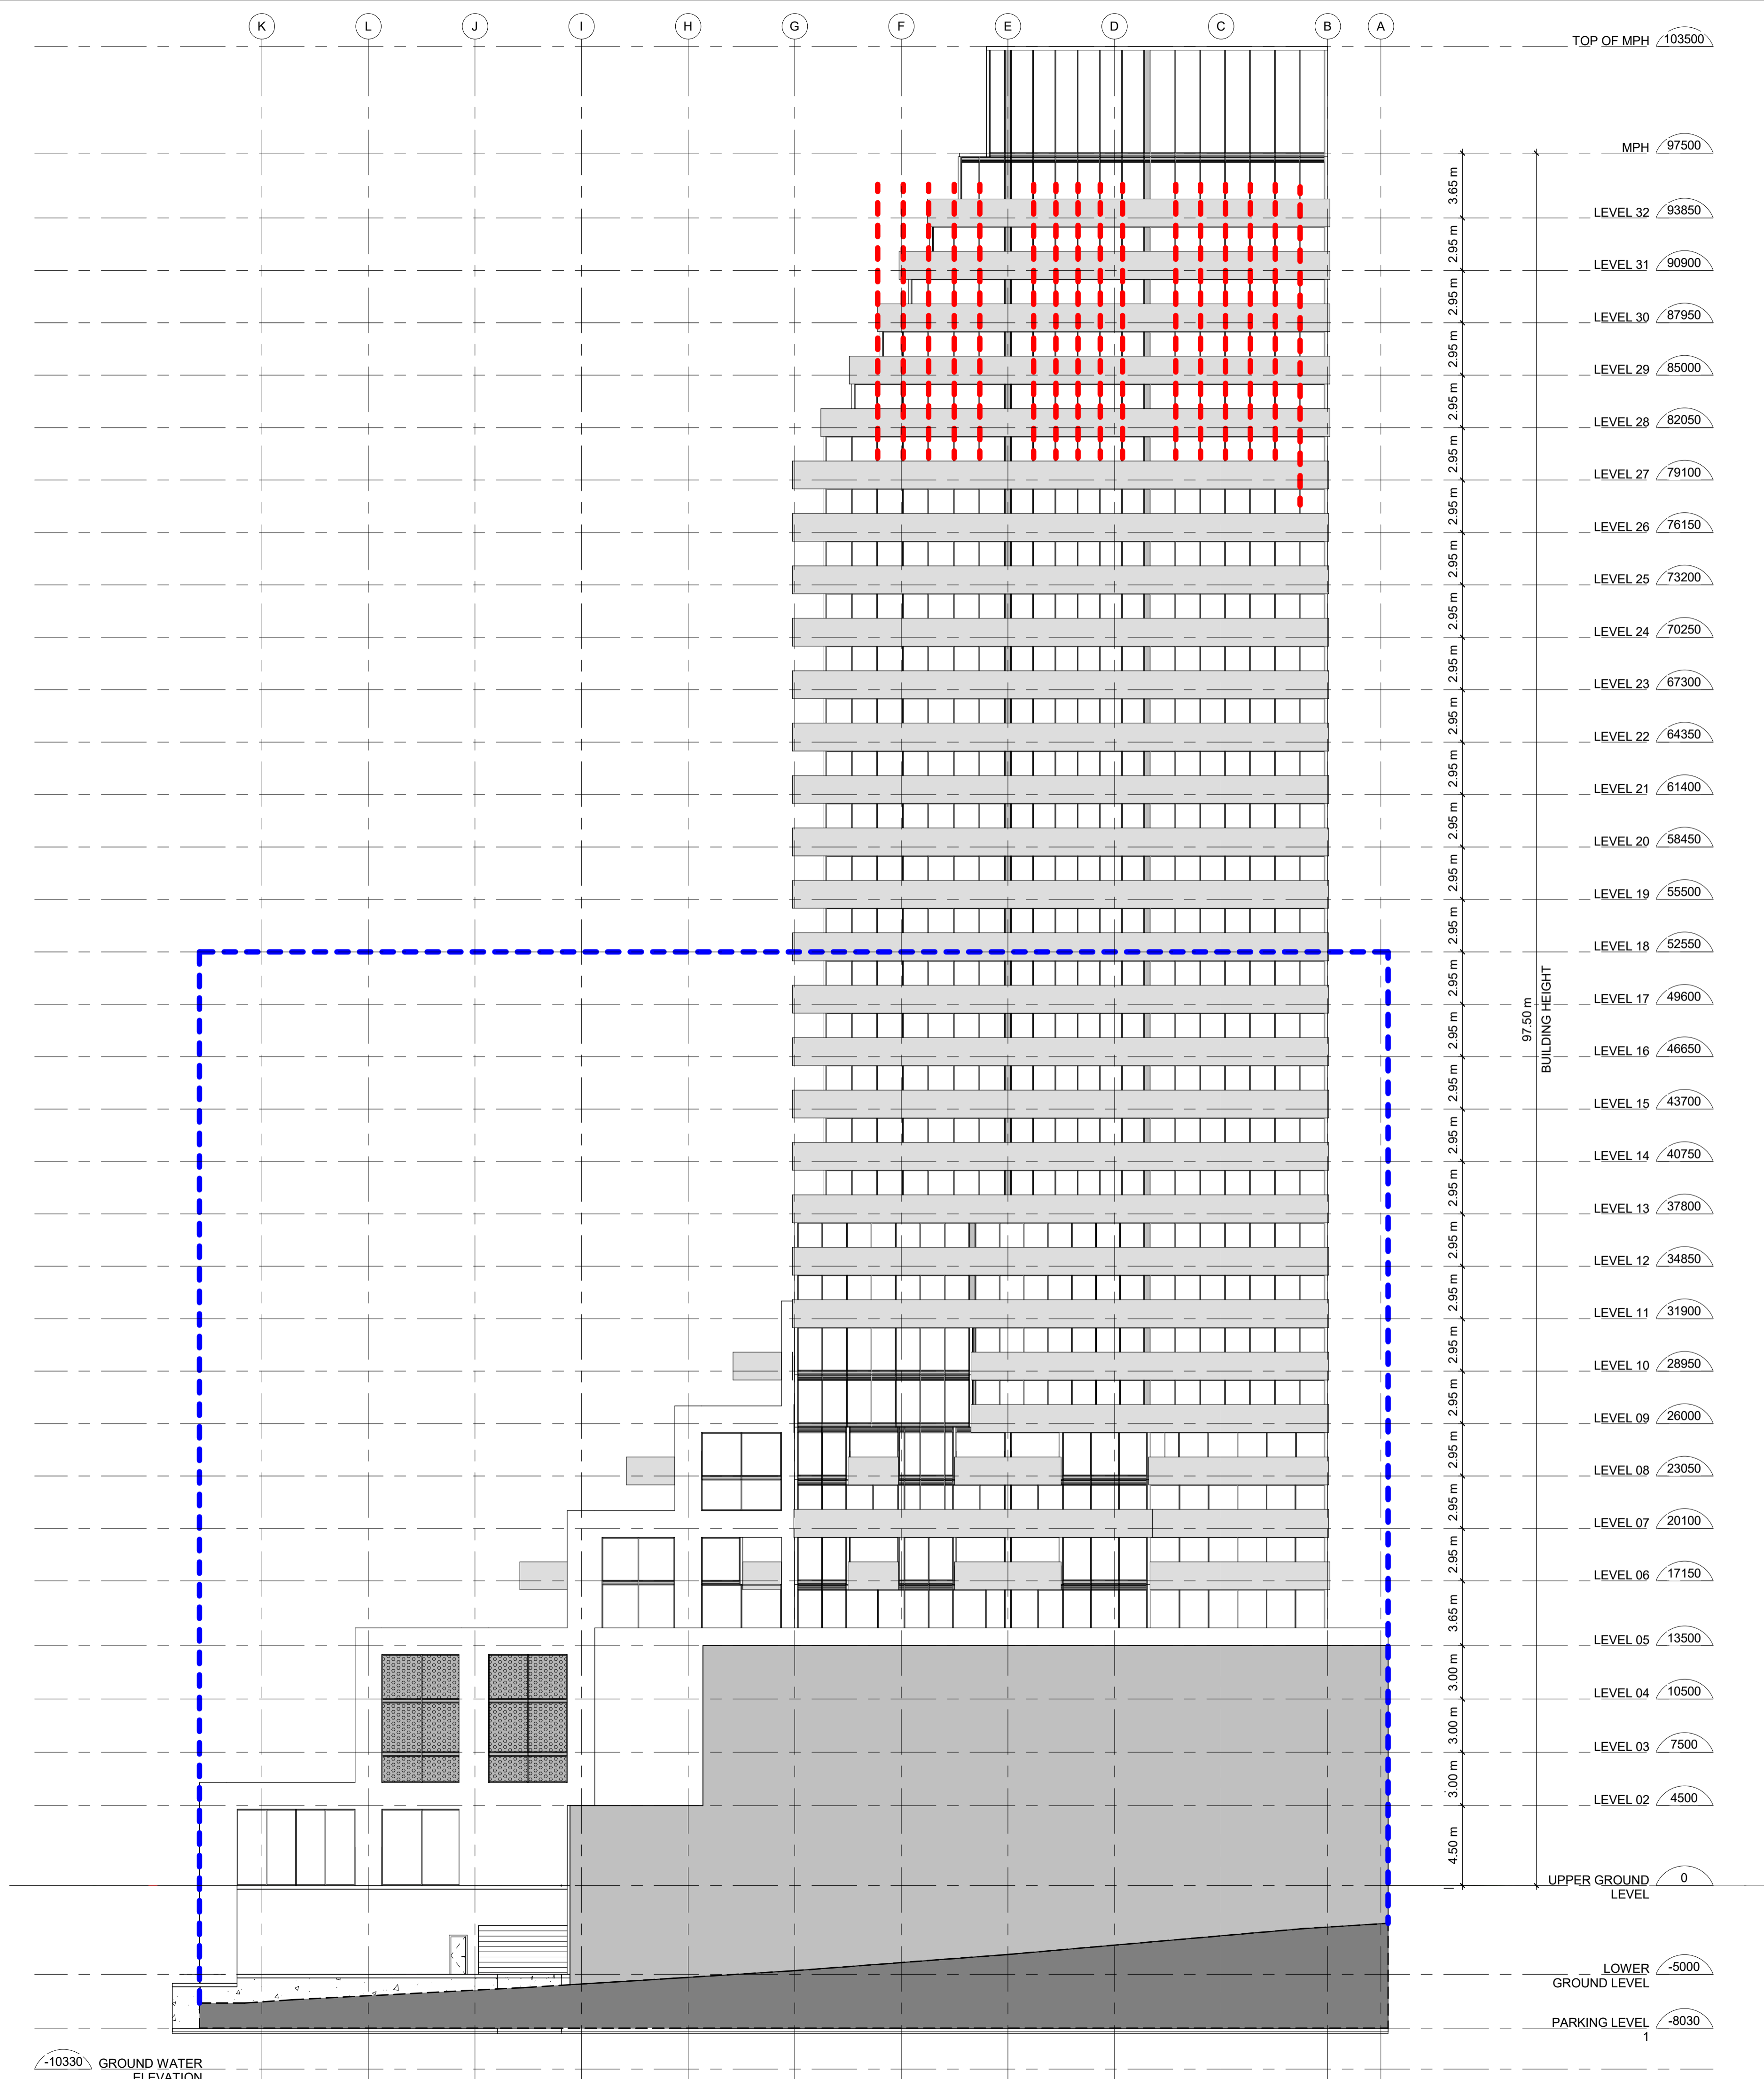 K L J I H G F E D C B A
TOP OF MPH 103500
MPH 97500
3.65 m
LEVEL 32 93850
2.95 m
LEVEL 31 90900
2.95 m
LEVEL 30 87950
2.95 m
LEVEL 29 85000
2.95 m
LEVEL 28 82050
2.95 m
LEVEL 27 79100
2.95 m
LEVEL 26 76150
2.95 m
LEVEL 25 73200
2.95 m
LEVEL 24 70250
2.95 m
LEVEL 23 67300
2.95 m
LEVEL 22 64350
2.95 m
LEVEL 21 61400
2.95 m
LEVEL 20 58450
2.95 m
LEVEL 19 55500
2.95 m
LEVEL 18 52550
2.95 m
LEVEL 17 49600
97.50 m
BUILDING HEIGHT
2.95 m
LEVEL 16 46650
2.95 m
LEVEL 15 43700
2.95 m
LEVEL 14 40750
2.95 m
LEVEL 13 37800
2.95 m
LEVEL 12 34850
2.95 m
LEVEL 11 31900
2.95 m
LEVEL 10 28950
2.95 m
LEVEL 09 26000
2.95 m
LEVEL 08 23050
2.95 m
LEVEL 07 20100
2.95 m
LEVEL 06 17150
3.65 m
LEVEL 05 13500
3.00 m
LEVEL 04 10500
3.00 m
LEVEL 03 7500
3.00 m
LEVEL 02 4500
4.50 m
UPPER GROUND 0
LEVEL
LOWER -5000
GROUND LEVEL
PARKING LEVEL -8030
1
-10330 GROUND WATER
ELEVATION